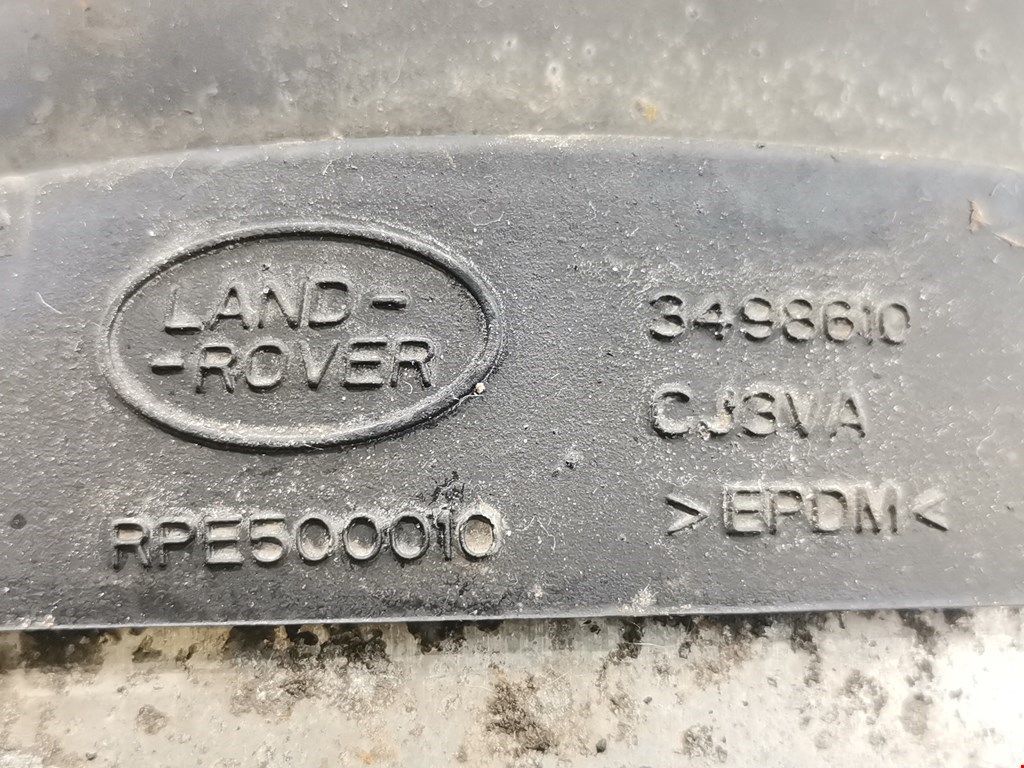 LAND-
-ROVER
RPE500010
3498610
CJ3VA
>EPDM<